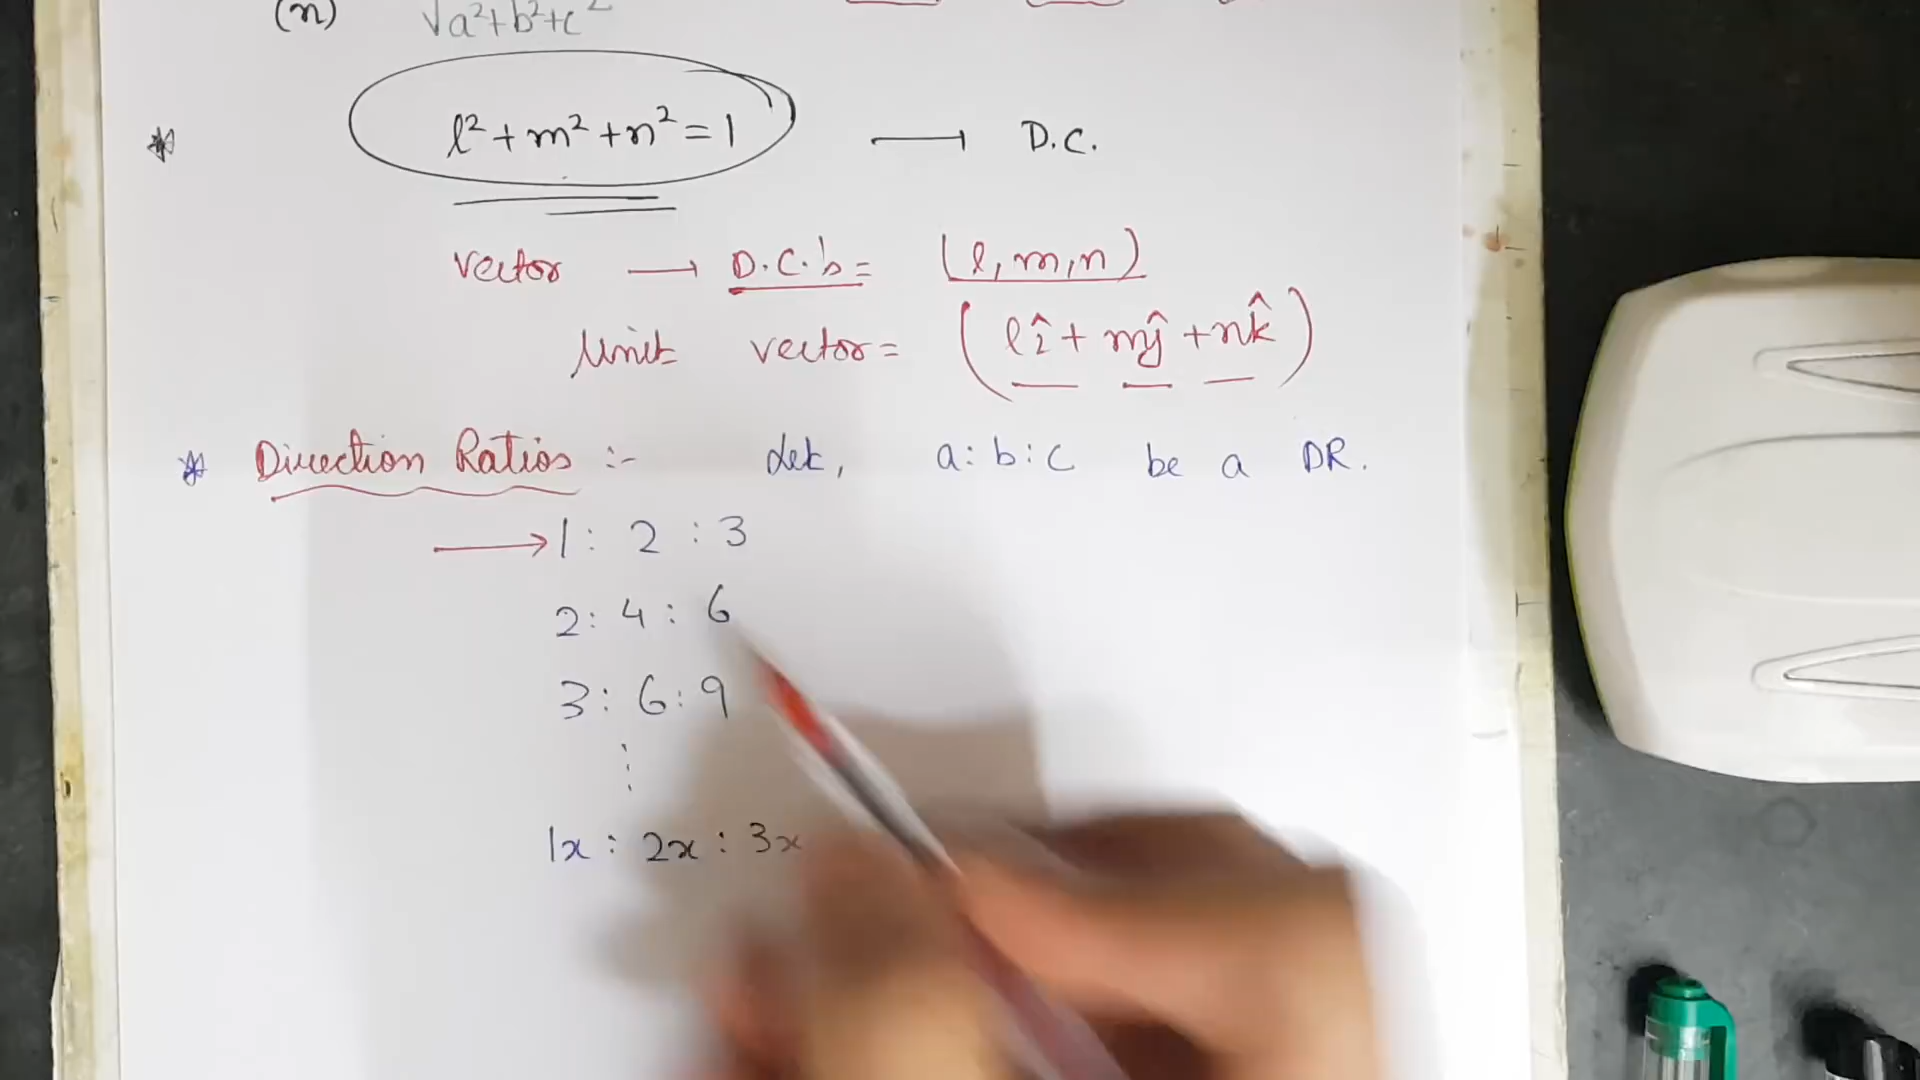 (n) √a²+b²+c²
* l²+m²+n²=1 → D.C.
vector → D.C.s = (l,m,n)
Unit vector = (lî + mĵ + nk̂)
* Direction Ratios :- Let, a:b:c be a DR.
→ 1 : 2 : 3
2 : 4 : 6
3 : 6 : 9
⋮
1x : 2x : 3x